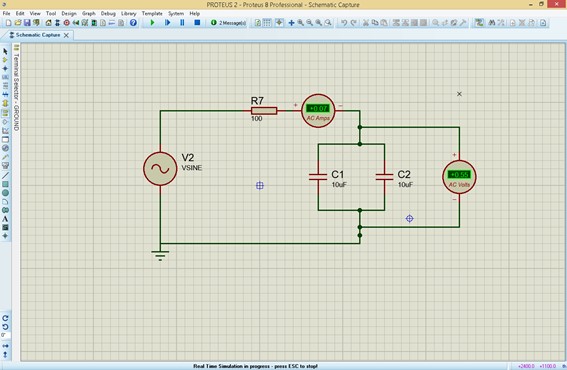 PROTEUS 2 - Proteus 8 Professional - Schematic Capture
File Edit View Tool Design Graph Debug Library Template System Help
2 Message(s)
Schematic Capture
Terminal Selector - GROUND
R7
100
+0.07
AC Amps
+
-
V2
VSINE
C1
10uF
C2
10uF
+
+0.55
AC Volts
-
0°
Real Time Simulation in progress - press ESC to stop!
+2400.0 +1100.0 th